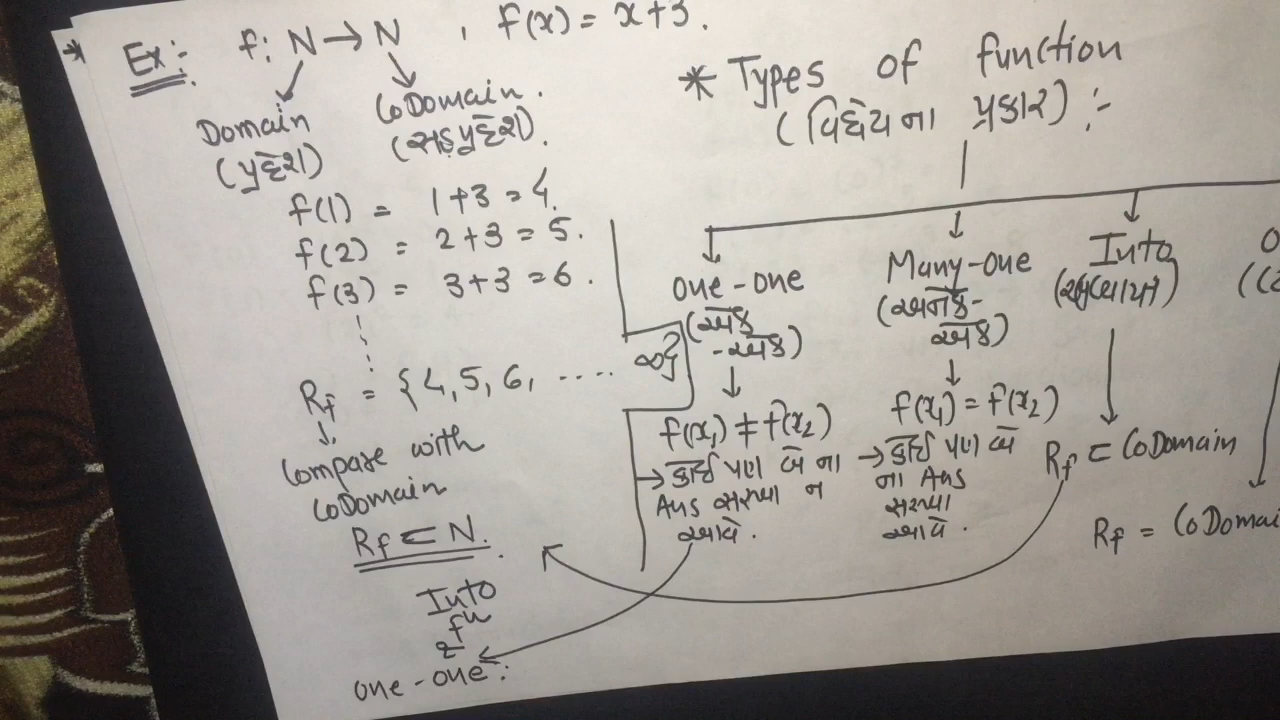 * Ex:- f: N → N , f(x) = x+3.
Domain
(પ્રદેશ)
CoDomain.
(સહપ્રદેશ).
f(1) = 1+3 = 4.
f(2) = 2+3 = 5.
f(3) = 3+3 = 6.
Rf = {4, 5, 6, ....
Compare with
CoDomain
Rf ⊂ N.
Into
fn
&
one-one.
* Types of function
(વિધેયના પ્રકાર) :-
one-one
(એક
-એક)
f(x₁) ≠ f(x₂)
→ કોઈ પણ બે ના
Ans સરખા ન
આવે.
Many-one
(અનેક-
એક)
f(x₁) = f(x₂)
→ કોઈ પણ બે
ના Ans
સરખા
આવે.
Into
Rf ⊂ CoDomain
Rf = CoDomai